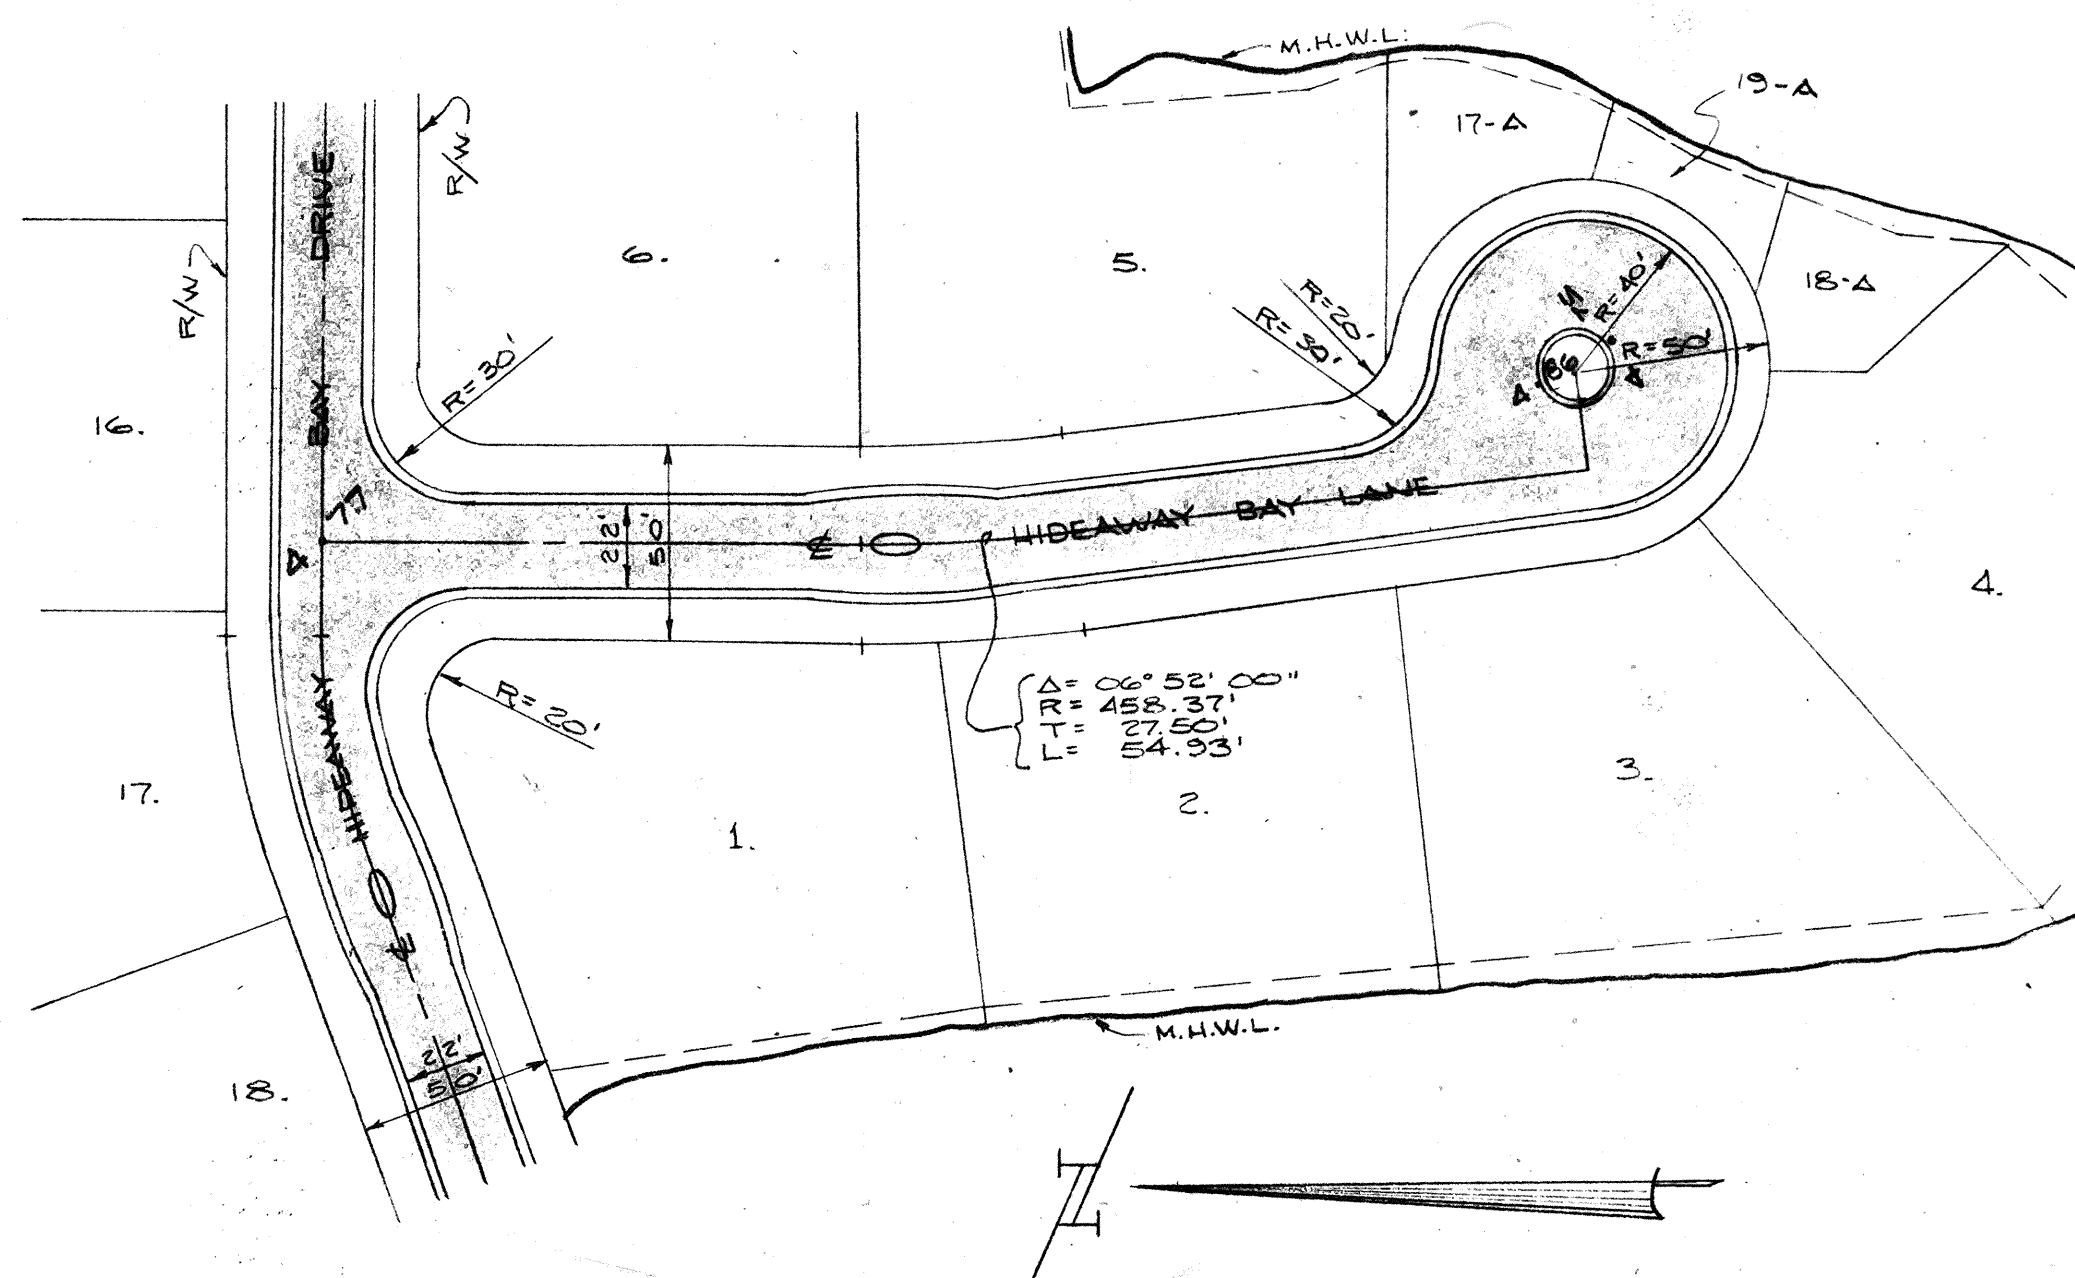 M.H.W.L.
19-A
17-A
R/W
DRIVE
6.
5.
18-A
R/W
R=20'
R=30'
R=40'
R=50'
R=30'
BAY
16.
22'
50'
HIDEAWAY BAY LANE
4.
R=20'
HIDEAWAY
Δ= 06° 52' 00"
R= 458.37'
T= 27.50'
L= 54.93'
17.
1.
2.
3.
M.H.W.L.
22'
50'
18.
N